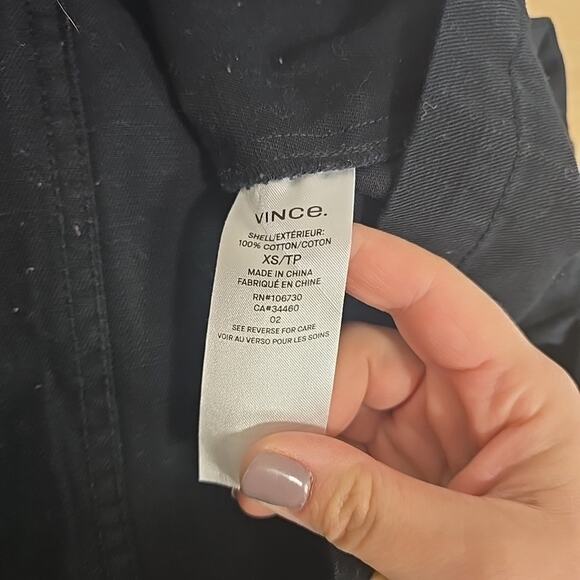 VINCe.
SHELL/EXTÉRIEUR:
100% COTTON/COTON
XS/TP
MADE IN CHINA
FABRIQUÉ EN CHINE
RN#106730
CA#34460
02
SEE REVERSE FOR CARE
VOIR AU VERSO POUR LES SOINS